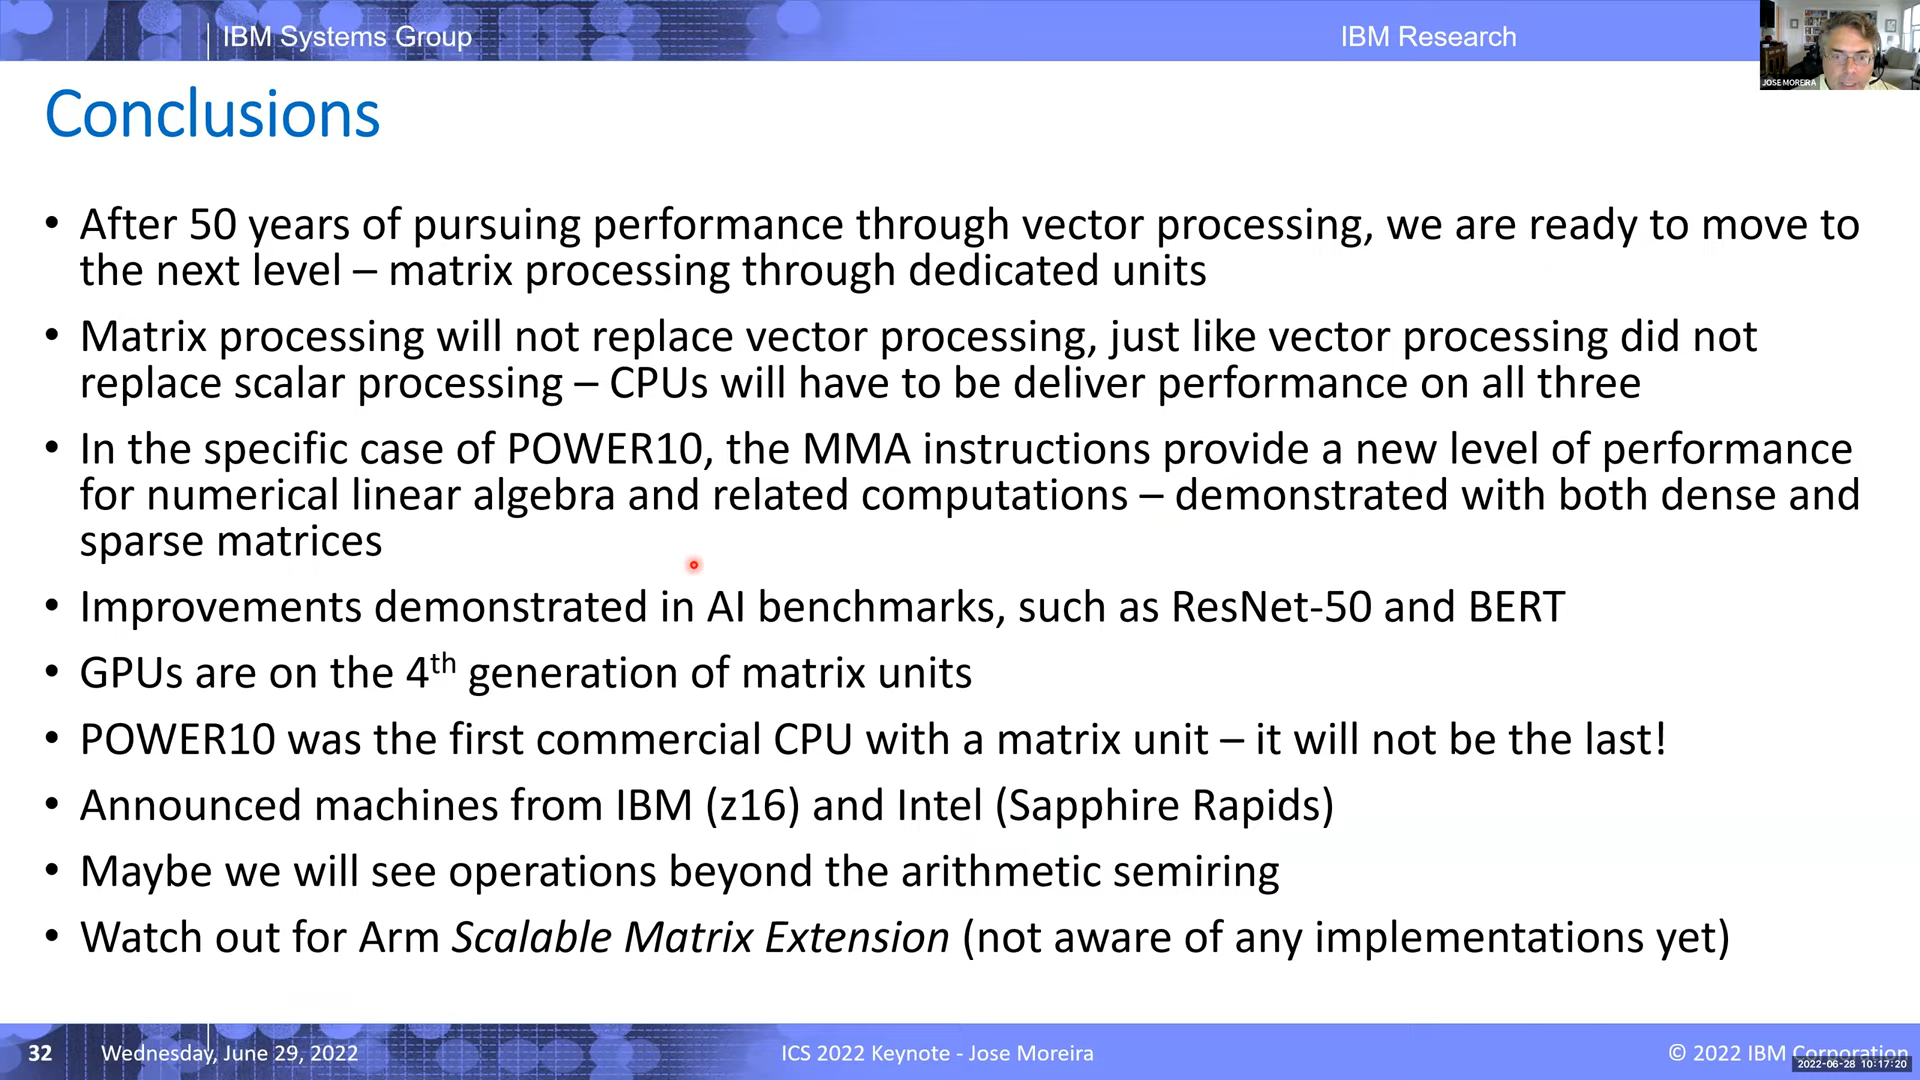 IBM Systems Group
IBM Research
JOSE MOREIRA
Conclusions
• After 50 years of pursuing performance through vector processing, we are ready to move to
the next level – matrix processing through dedicated units
• Matrix processing will not replace vector processing, just like vector processing did not
replace scalar processing – CPUs will have to be deliver performance on all three
• In the specific case of POWER10, the MMA instructions provide a new level of performance
for numerical linear algebra and related computations – demonstrated with both dense and
sparse matrices
• Improvements demonstrated in AI benchmarks, such as ResNet-50 and BERT
• GPUs are on the 4th generation of matrix units
• POWER10 was the first commercial CPU with a matrix unit – it will not be the last!
• Announced machines from IBM (z16) and Intel (Sapphire Rapids)
• Maybe we will see operations beyond the arithmetic semiring
• Watch out for Arm Scalable Matrix Extension (not aware of any implementations yet)
32
Wednesday, June 29, 2022
ICS 2022 Keynote - Jose Moreira
© 2022 IBM Corporation
2022-06-28 10:17:20